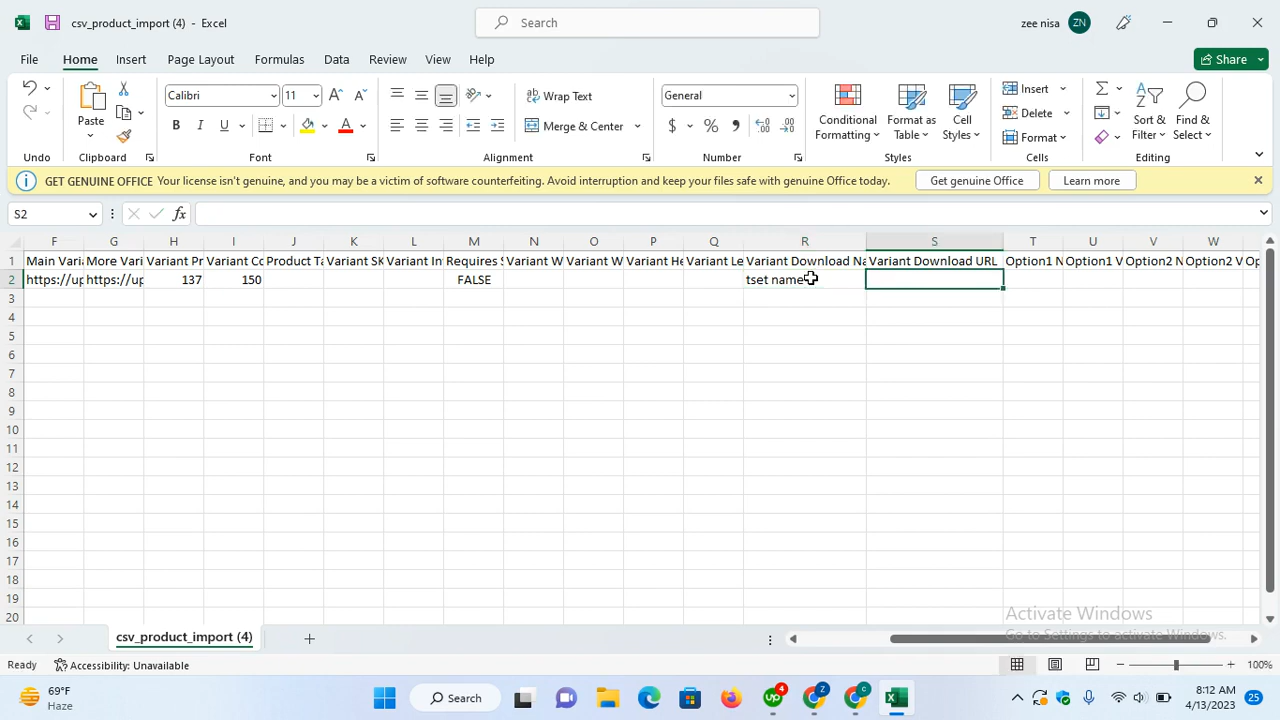 csv_product_import (4) - Excel
Search
zee nisa
ZN
File Home Insert Page Layout Formulas Data Review View Help
Share
Paste
Calibri
11
Wrap Text
General
Insert
B I U
Merge & Center
$ % ,
Conditional Formatting
Format as Table
Cell Styles
Delete
Format
Sort & Filter
Find & Select
Undo Clipboard Font Alignment Number Styles Cells Editing
GET GENUINE OFFICE Your license isn't genuine, and you may be a victim of software counterfeiting. Avoid interruption and keep your files safe with genuine Office today. Get genuine Office Learn more
S2 fx
F G H I J K L M N O P Q R S T U V W
1 Main Varia More Vari Variant Pr Variant Co Product Ta Variant SK Variant In Requires S Variant W Variant W Variant He Variant Le Variant Download Na Variant Download URL Option1 N Option1 V Option2 N Option2 V Op
2 https://up https://up 137 150 FALSE tset name
3
4
5
6
7
8
9
10
11
12
13
14
15
16
17
18
19
20
Activate Windows
Go to Settings to activate Windows.
csv_product_import (4)
Ready Accessibility: Unavailable 100%
69°F
Haze
Search
4
8:12 AM
4/13/2023
25